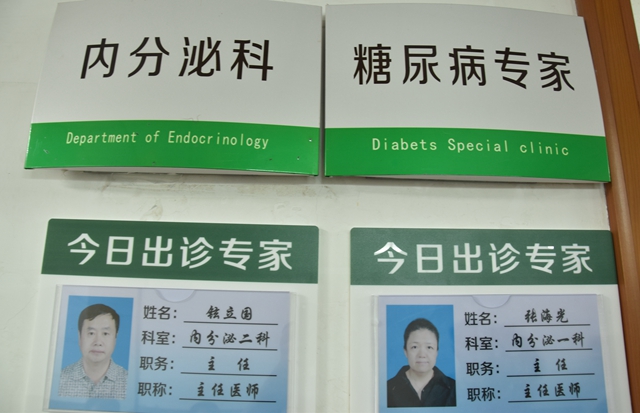 内分泌科
Department of Endocrinology
糖尿病专家
Diabets Special clinic
今日出诊专家
姓名：铉立国
科室：内分泌二科
职务：主任
职称：主任医师
今日出诊专家
姓名：张海光
科室：内分泌一科
职务：主任
职称：主任医师